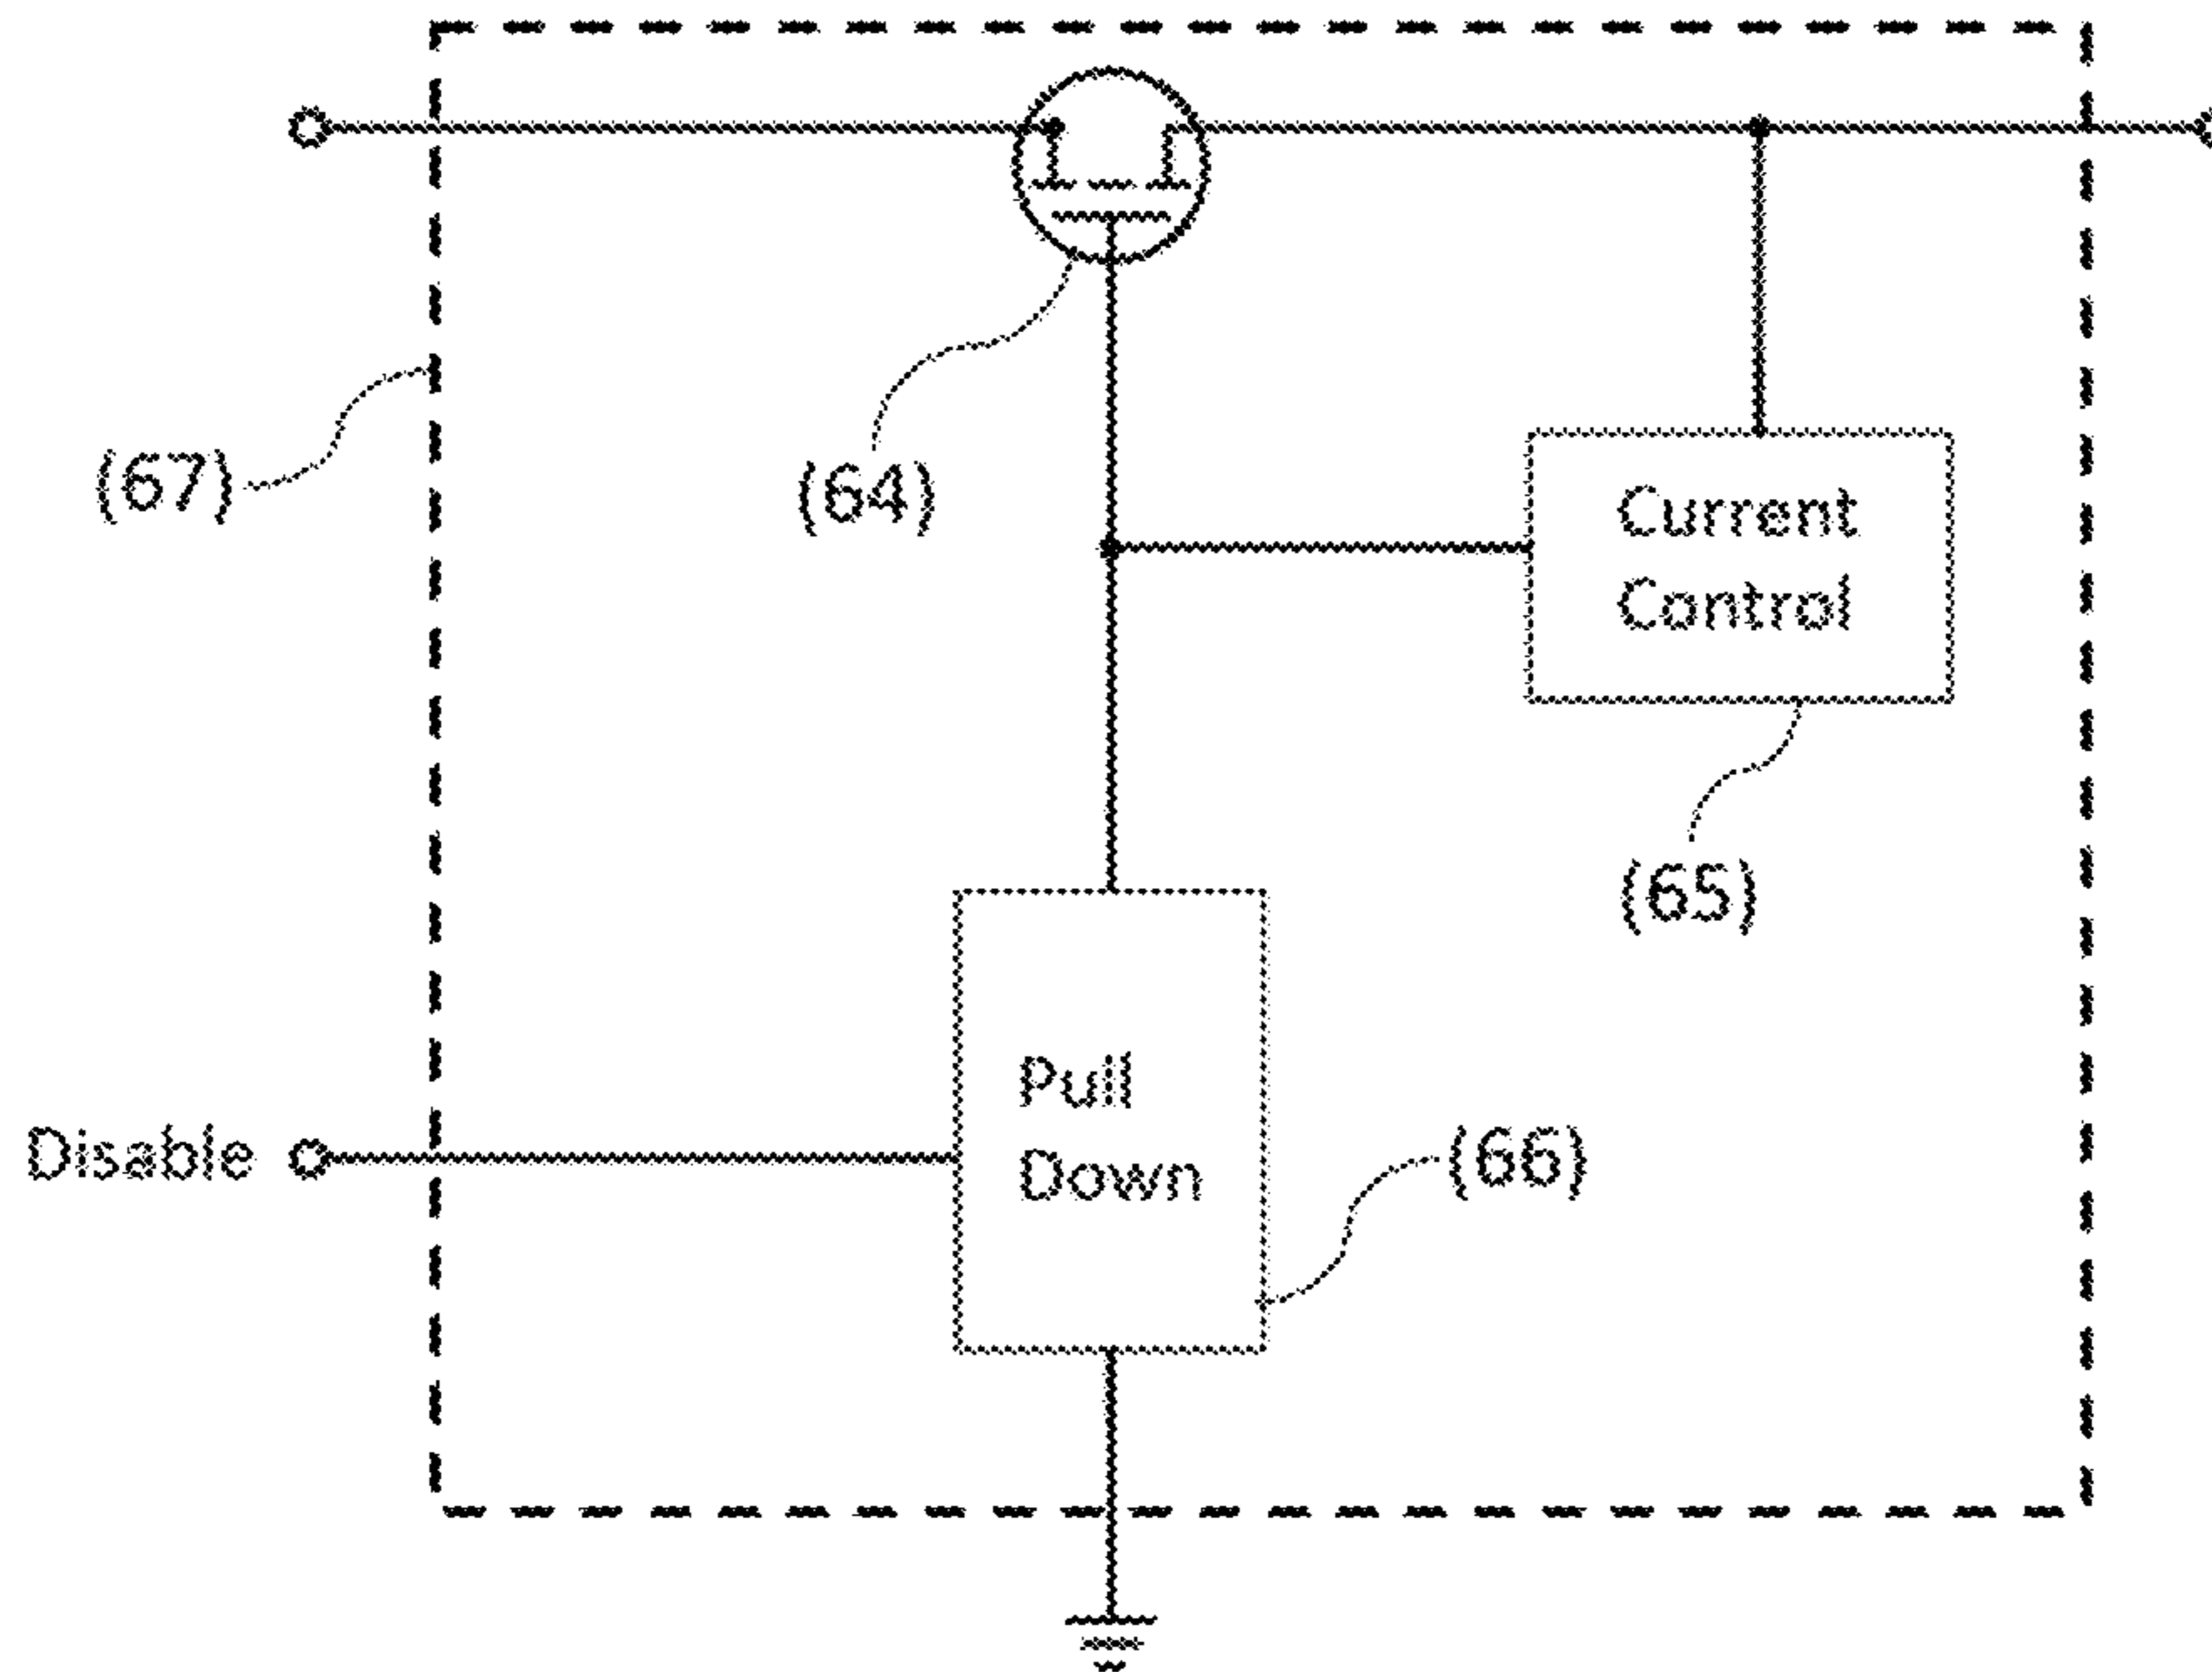 (67)
(64)
Current
Control
(65)
Pull
Down
Disable
(66)